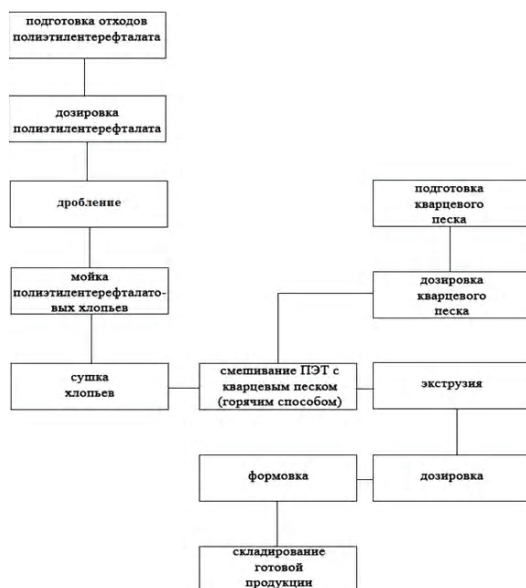 подготовка отходов
полиэтилентерефталата
дозировка
полиэтилентерефталата
дробление
мойка
полиэтилентерефталато-
вых хлопьев
сушка
хлопьев
подготовка
кварцевого
песка
дозировка
кварцевого
песка
смешивание ПЭТ с
кварцевым песком
(горячим способом)
экструзия
дозировка
формовка
складирование
готовой
продукции